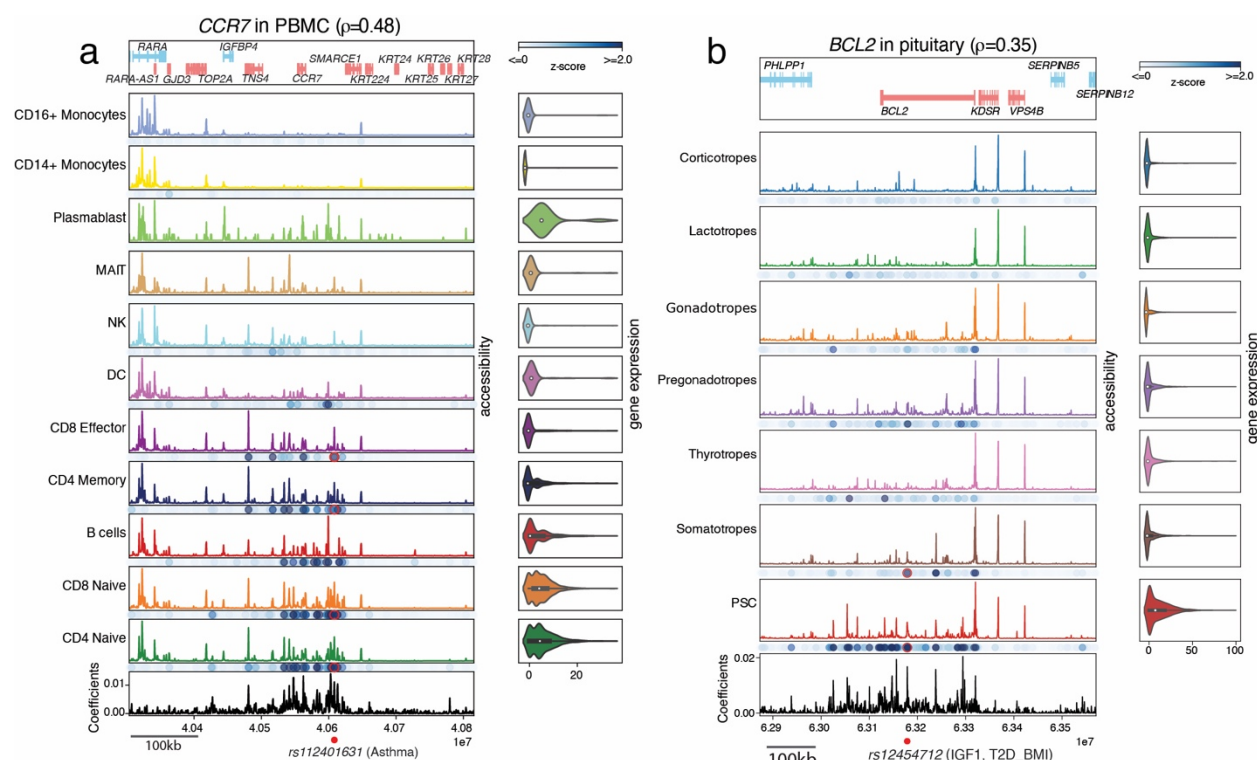 a
CCR7 in PBMC (ρ=0.48)
RARA
IGFBP4
SMARCE1
KRT24
KRT26
KRT28
RARA-AS1
GJD3
TOP2A
TNS4
CCR7
KRT224
KRT25
KRT27
<=0
>=2.0
z-score
CD16+ Monocytes
CD14+ Monocytes
Plasmablast
MAIT
NK
DC
CD8 Effector
CD4 Memory
B cells
CD8 Naive
CD4 Naive
accessibility
gene expression
0
20
Coefficients
0.01
0.00
4.04
4.05
4.06
4.07
4.08
1e7
100kb
rs112401631 (Asthma)
b
BCL2 in pituitary (ρ=0.35)
PHLPP1
SERPINB5
SERPINB12
BCL2
KDSR
VPS4B
<=0
>=2.0
z-score
Corticotropes
Lactotropes
Gonadotropes
Pregonadotropes
Thyrotropes
Somatotropes
PSC
accessibility
gene expression
0
50
100
Coefficients
0.02
0.00
6.29
6.30
6.31
6.32
6.33
6.34
6.35
1e7
100kb
rs12454712 (IGF1, T2D_BMI)